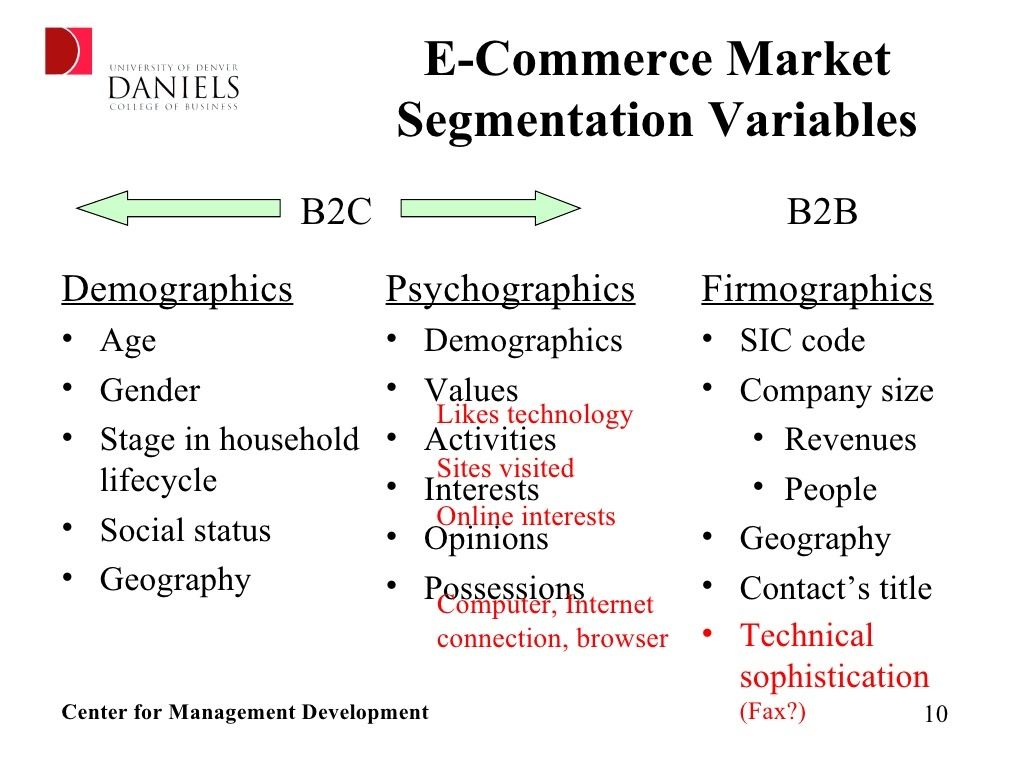 UNIVERSITY OF DENVER
DANIELS
COLLEGE OF BUSINESS
E-Commerce Market
Segmentation Variables
B2C
B2B
Demographics
• Age
• Gender
• Stage in household
lifecycle
• Social status
• Geography
Psychographics
• Demographics
• Values
Likes technology
• Activities
Sites visited
• Interests
Online interests
• Opinions
• Possessions
Computer, Internet
connection, browser
Firmographics
• SIC code
• Company size
• Revenues
• People
• Geography
• Contact’s title
• Technical
sophistication
(Fax?)
Center for Management Development
10